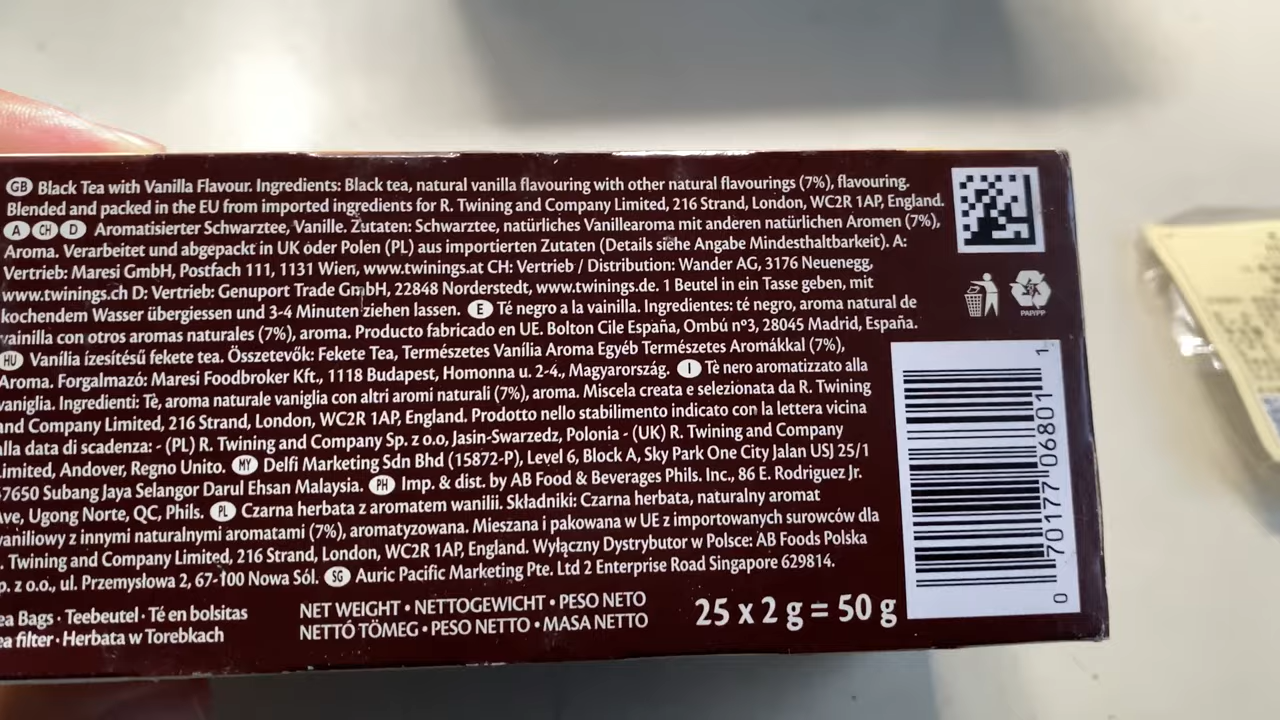 GB Black Tea with Vanilla Flavour. Ingredients: Black tea, natural vanilla flavouring with other natural flavourings (7%), flavouring.
Blended and packed in the EU from imported ingredients for R. Twining and Company Limited, 216 Strand, London, WC2R 1AP, England.
A CH D Aromatisierter Schwarztee, Vanille. Zutaten: Schwarztee, natürliches Vanillearoma mit anderen natürlichen Aromen (7%),
Aroma. Verarbeitet und abgepackt in UK oder Polen (PL) aus importierten Zutaten (Details siehe Angabe Mindesthaltbarkeit). A:
Vertrieb: Maresi GmbH, Postfach 111, 1131 Wien, www.twinings.at CH: Vertrieb / Distribution: Wander AG, 3176 Neuenegg,
www.twinings.ch D: Vertrieb: Genuport Trade GmbH, 22848 Norderstedt, www.twinings.de. 1 Beutel in ein Tasse geben, mit
kochendem Wasser übergiessen und 3-4 Minuten ziehen lassen. E Té negro a la vainilla. Ingredientes: té negro, aroma natural de
vainilla con otros aromas naturales (7%), aroma. Producto fabricado en UE. Bolton Cile España, Ombú nº3, 28045 Madrid, España.
HU Vanília ízesítésű fekete tea. Összetevők: Fekete Tea, Természetes Vanília Aroma Egyéb Természetes Aromákkal (7%),
Aroma. Forgalmazó: Maresi Foodbroker Kft., 1118 Budapest, Homonna u. 2-4., Magyarország. I Tè nero aromatizzato alla
vaniglia. Ingredienti: Tè, aroma naturale vaniglia con altri aromi naturali (7%), aroma. Miscela creata e selezionata da R. Twining
and Company Limited, 216 Strand, London, WC2R 1AP, England. Prodotto nello stabilimento indicato con la lettera vicina
alla data di scadenza: - (PL) R. Twining and Company Sp. z o.o, Jasin-Swarzedz, Polonia - (UK) R. Twining and Company
Limited, Andover, Regno Unito. MY Delfi Marketing Sdn Bhd (15872-P), Level 6, Block A, Sky Park One City Jalan USJ 25/1
47650 Subang Jaya Selangor Darul Ehsan Malaysia. PH Imp. & dist. by AB Food & Beverages Phils. Inc., 86 E. Rodriguez Jr.
Ave, Ugong Norte, QC, Phils. PL Czarna herbata z aromatem wanilii. Składniki: Czarna herbata, naturalny aromat
waniliowy z innymi naturalnymi aromatami (7%), aromatyzowana. Mieszana i pakowana w UE z importowanych surowców dla
. Twining and Company Limited, 216 Strand, London, WC2R 1AP, England. Wyłączny Dystrybutor w Polsce: AB Foods Polska
p. z o.o., ul. Przemysłowa 2, 67-100 Nowa Sól. SG Auric Pacific Marketing Pte. Ltd 2 Enterprise Road Singapore 629814.
ea Bags · Teebeutel · Té en bolsitas
ea filter · Herbata w Torebkach
NET WEIGHT • NETTOGEWICHT • PESO NETO
NETTÓ TÖMEG • PESO NETTO • MASA NETTO
25 x 2 g = 50 g
PAP/PP
0 70177 06801 1